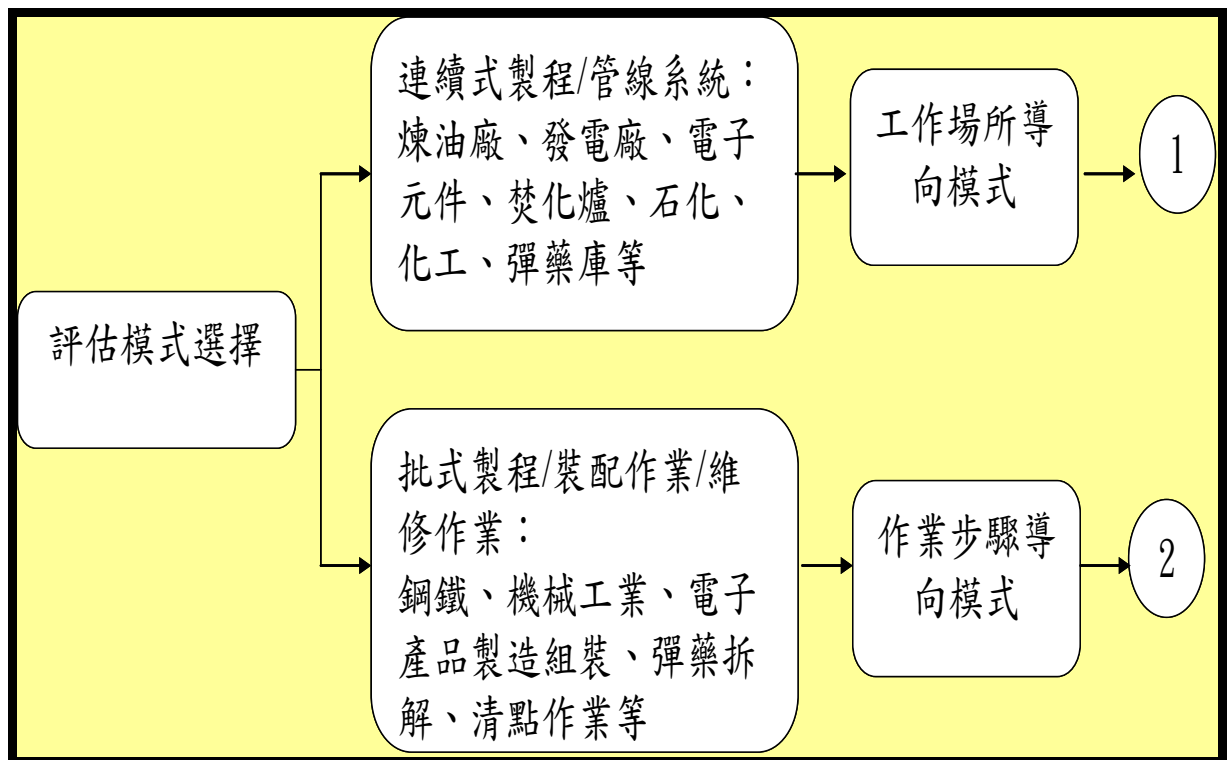 評估模式選擇
連續式製程/管線系統：
煉油廠、發電廠、電子
元件、焚化爐、石化、
化工、彈藥庫等
工作場所導
向模式
1
批式製程/裝配作業/維
修作業：
鋼鐵、機械工業、電子
產品製造組裝、彈藥拆
解、清點作業等
作業步驟導
向模式
2